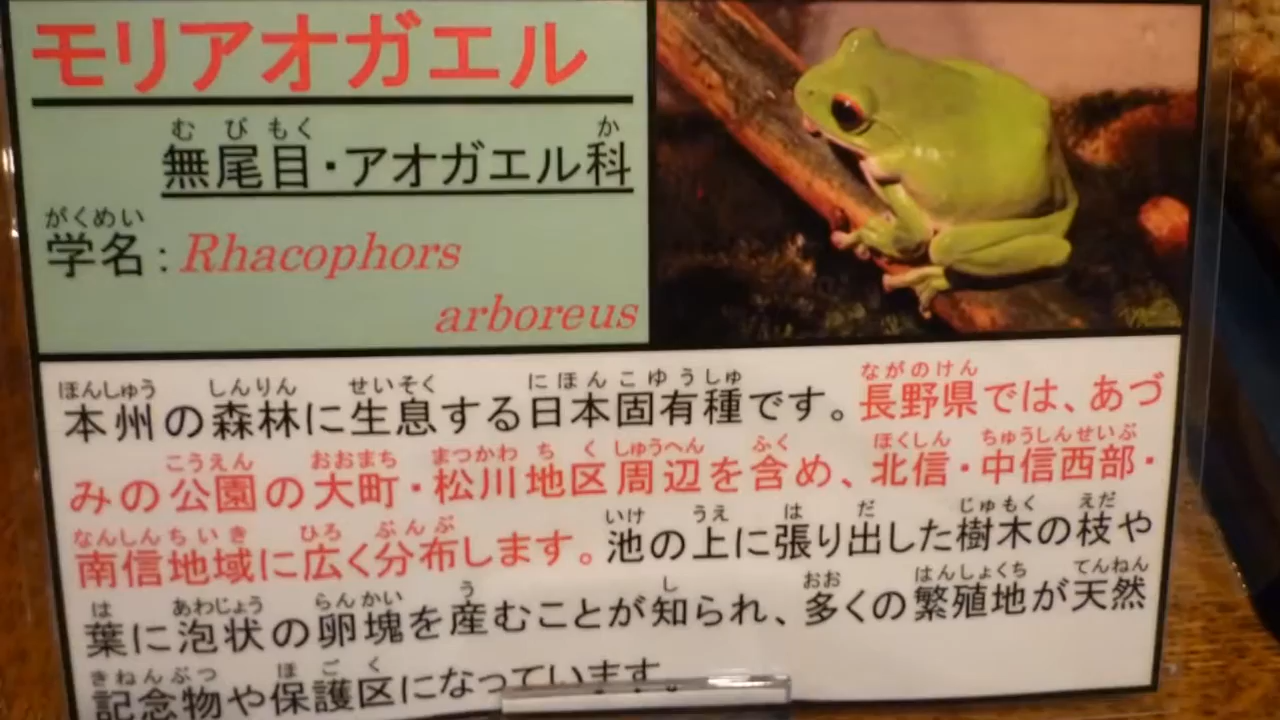 モリアオガエル
むびもく か
無尾目・アオガエル科
がくめい
学名：Rhacophors
arboreus
ほんしゅう しんりん せいそく にほんこゆうしゅ ながのけん
本州の森林に生息する日本固有種です。長野県では、あづ
こうえん おおまち まつかわ ちく しゅうへん ふく ほくしん ちゅうしんせいぶ
みの公園の大町・松川地区周辺を含め、北信・中信西部・
なんしんちいき ひろ ぶんぷ いけ うえ は だ じゅもく えだ
南信地域に広く分布します。池の上に張り出した樹木の枝や
は あわじょう らんかい う し おお はんしょくち てんねん
葉に泡状の卵塊を産むことが知られ、多くの繁殖地が天然
きねんぶつ ほごく
記念物や保護区になっています。